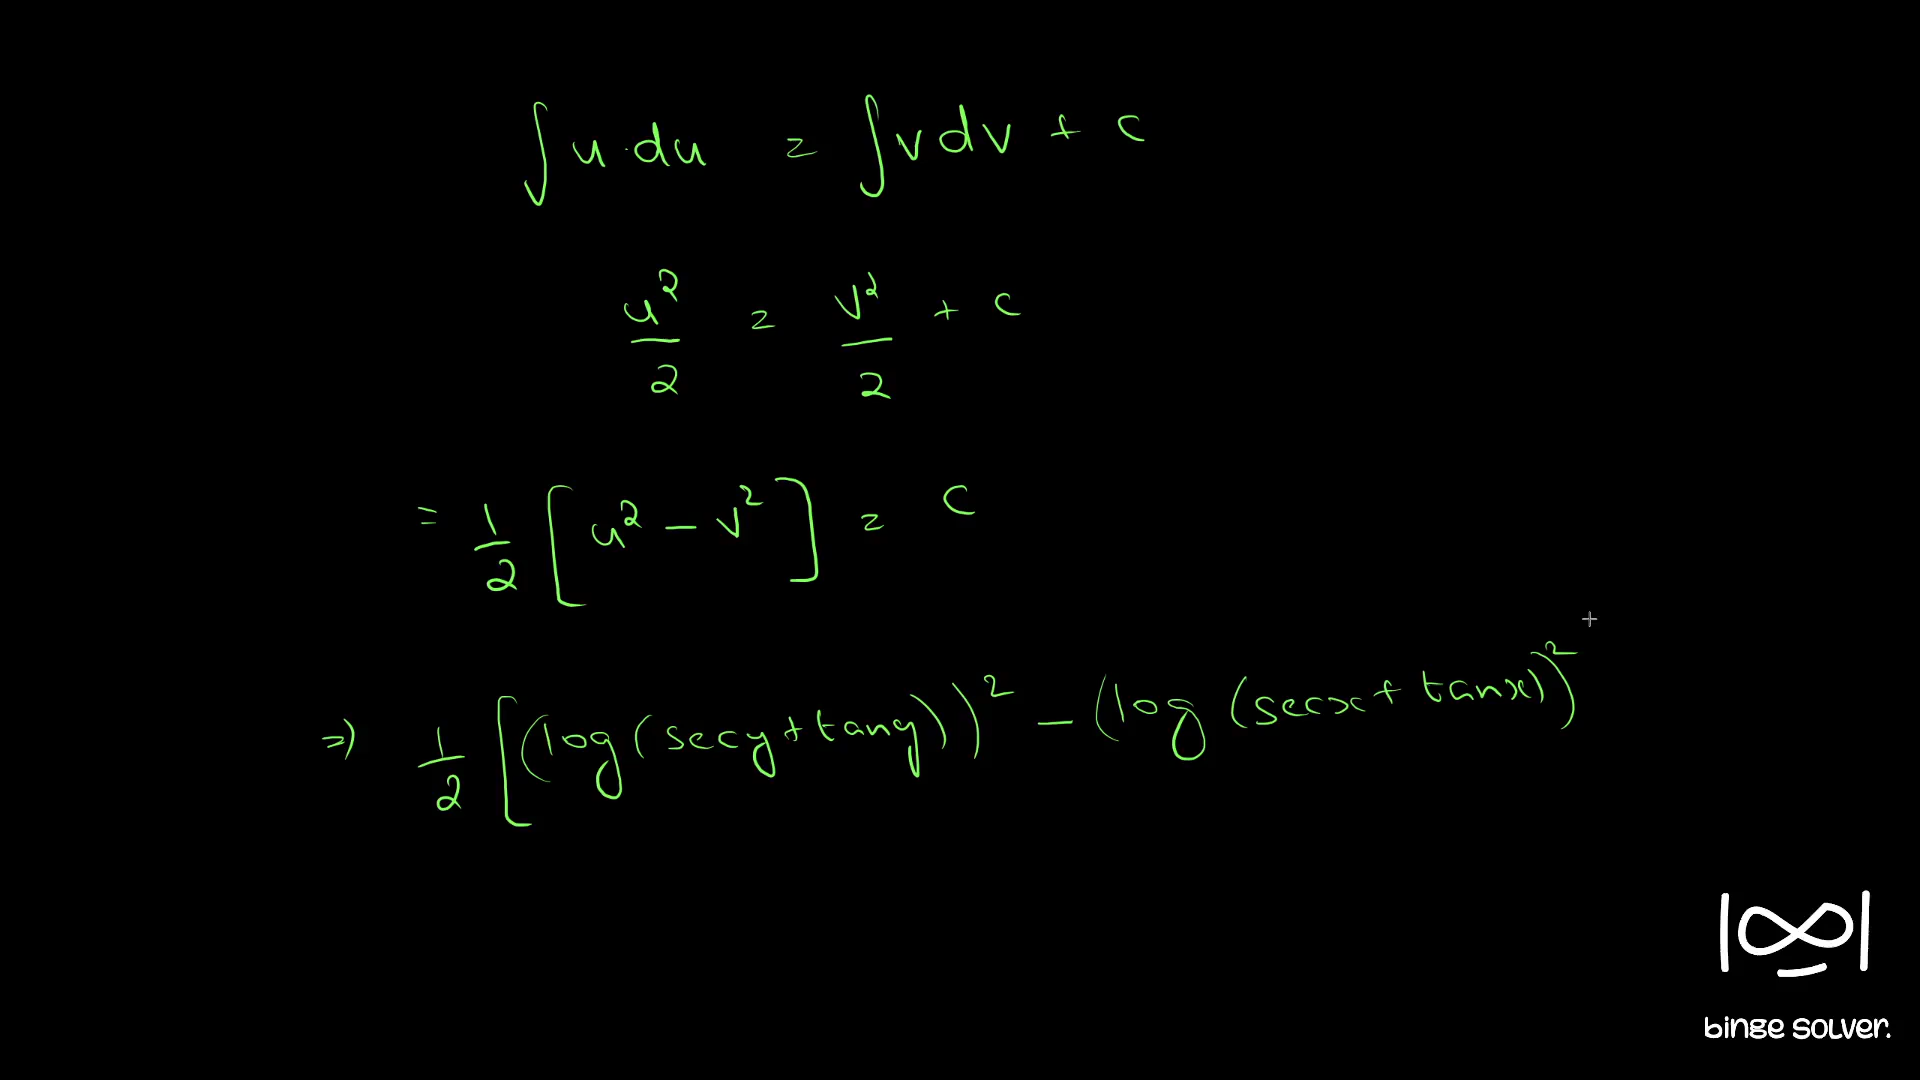 ∫u·du = ∫vdv + c
u²/2 = v²/2 + c
= 1/2 [u² - v²] = c
⇒ 1/2 [(log(secy+tany))² - (log(secx+tanx))²
binge solver.